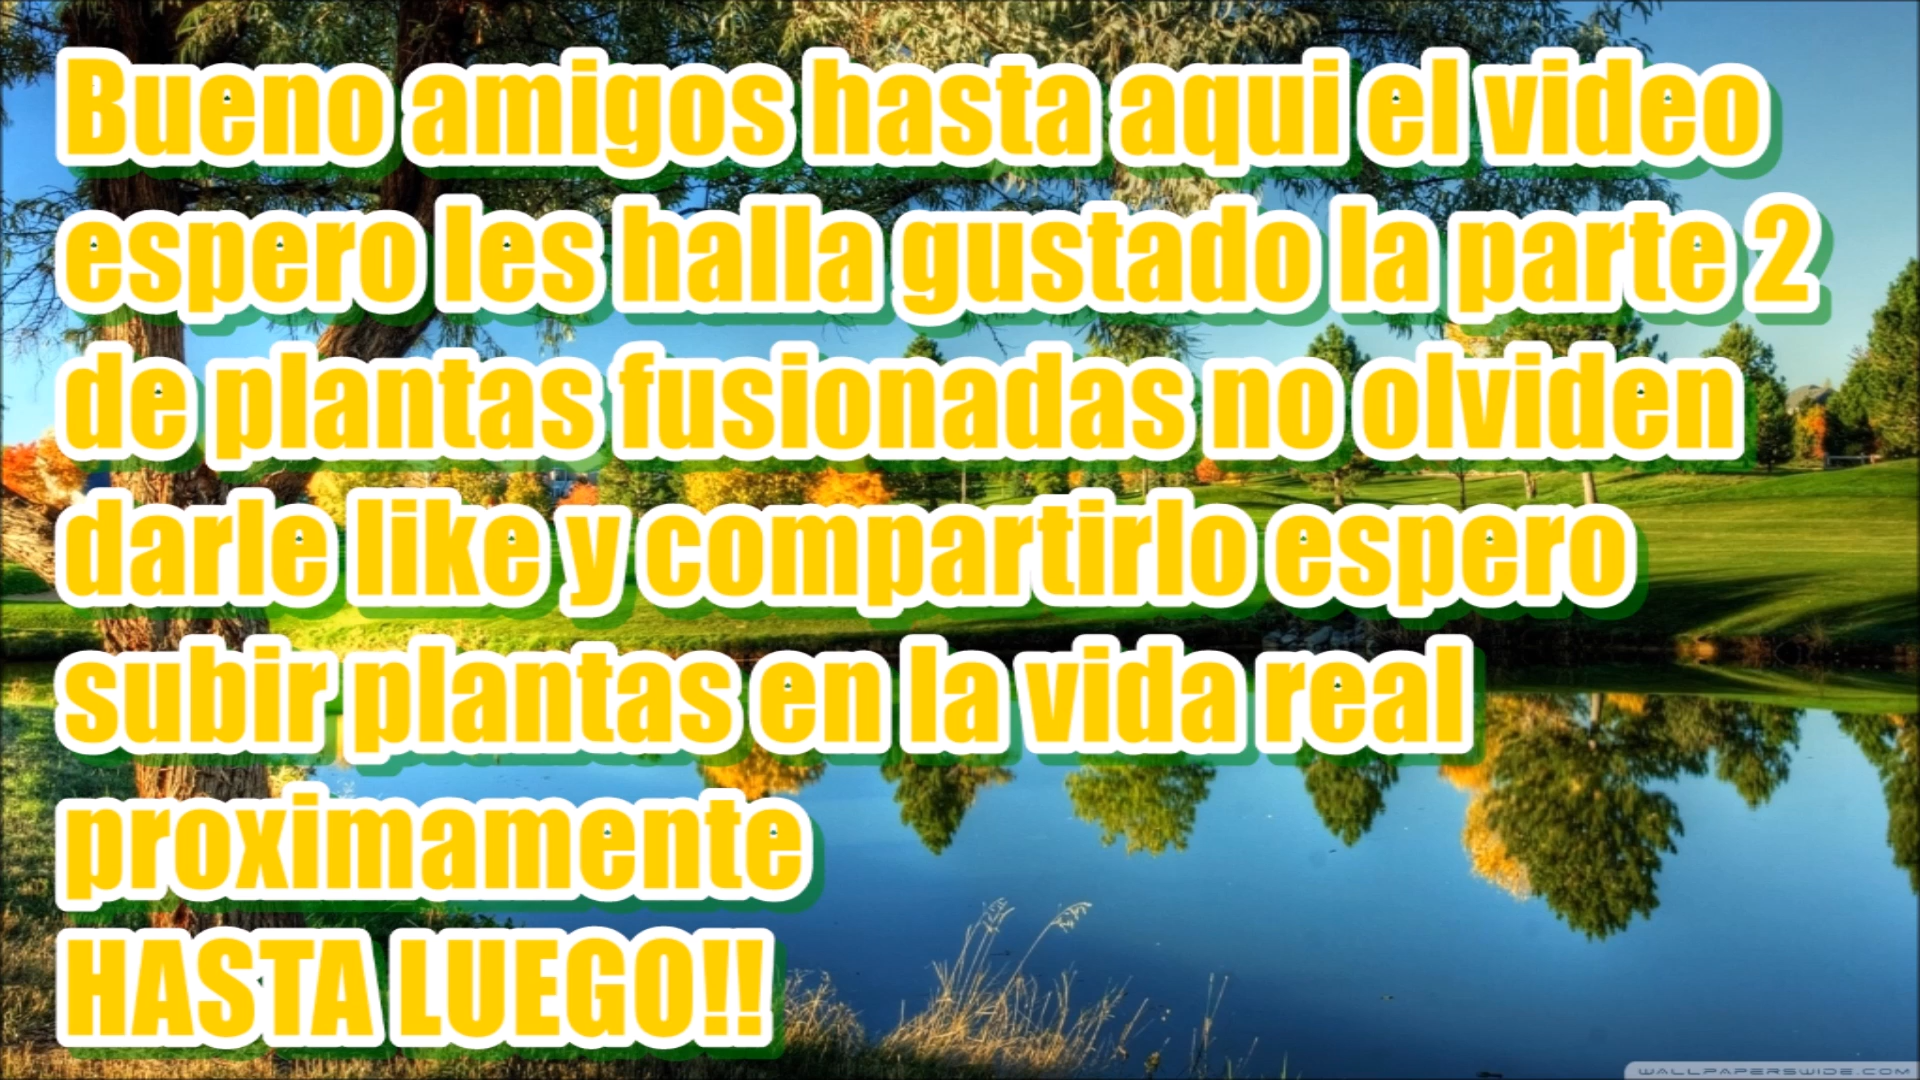 Bueno amigos hasta aqui el video
espero les halla gustado la parte 2
de plantas fusionadas no olviden
darle like y compartirlo espero
subir plantas en la vida real
proximamente
HASTA LUEGO!!
WALLPAPERSWIDE.COM